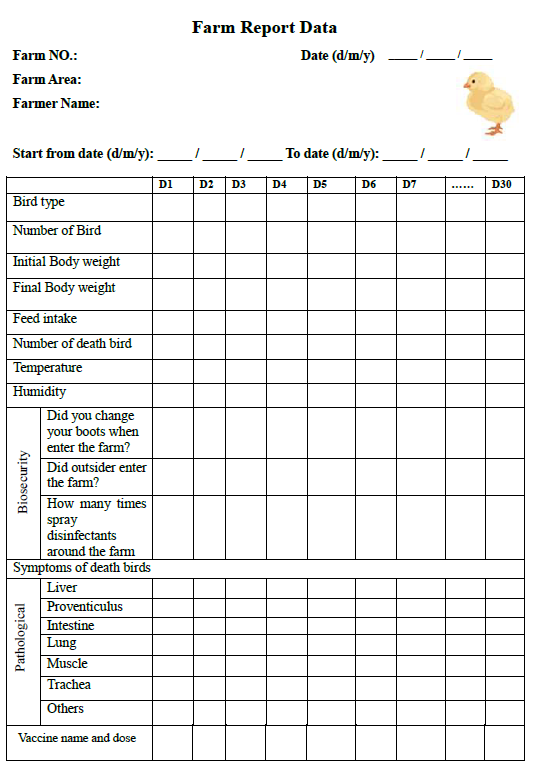 Farm Report Data
Farm NO.: Date (d/m/y) ____ / ____ / ____
Farm Area:
Farmer Name:
Start from date (d/m/y): _____ / _____ / _____ To date (d/m/y): _____ / _____ / _____
D1 D2 D3 D4 D5 D6 D7 …… D30
Bird type
Number of Bird
Initial Body weight
Final Body weight
Feed intake
Number of death bird
Temperature
Humidity
Biosecurity
Did you change
your boots when
enter the farm?
Did outsider enter
the farm?
How many times
spray
disinfectants
around the farm
Symptoms of death birds
Pathological
Liver
Proventiculus
Intestine
Lung
Muscle
Trachea
Others
Vaccine name and dose